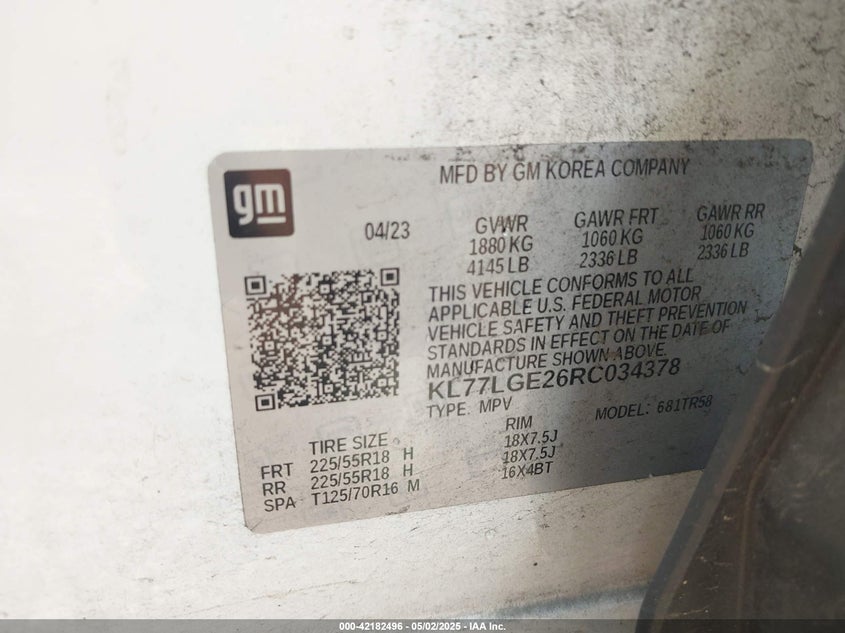 gm
MFD BY GM KOREA COMPANY
04/23
GVWR GAWR FRT GAWR RR
1880 KG 1060 KG 1060 KG
4145 LB 2336 LB 2336 LB
THIS VEHICLE CONFORMS TO ALL
APPLICABLE U.S. FEDERAL MOTOR
VEHICLE SAFETY AND THEFT PREVENTION
STANDARDS IN EFFECT ON THE DATE OF
MANUFACTURE SHOWN ABOVE.
KL77LGE26RC034378
TYPE: MPV MODEL: 681TR58
TIRE SIZE RIM
FRT 225/55R18 H 18X7.5J
RR 225/55R18 H 18X7.5J
SPA T125/70R16 M 16X4BT
000-42182496 - 05/02/2025 - IAA Inc.